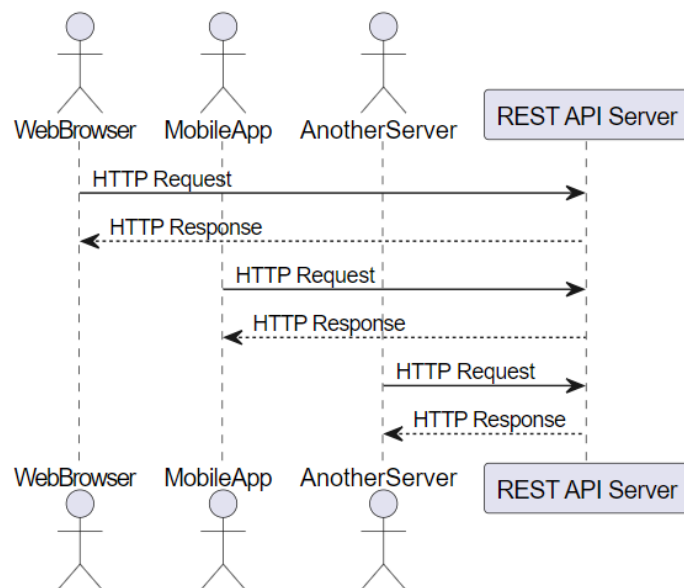 WebBrowser MobileApp AnotherServer REST API Server
HTTP Request
HTTP Response
HTTP Request
HTTP Response
HTTP Request
HTTP Response
WebBrowser MobileApp AnotherServer REST API Server